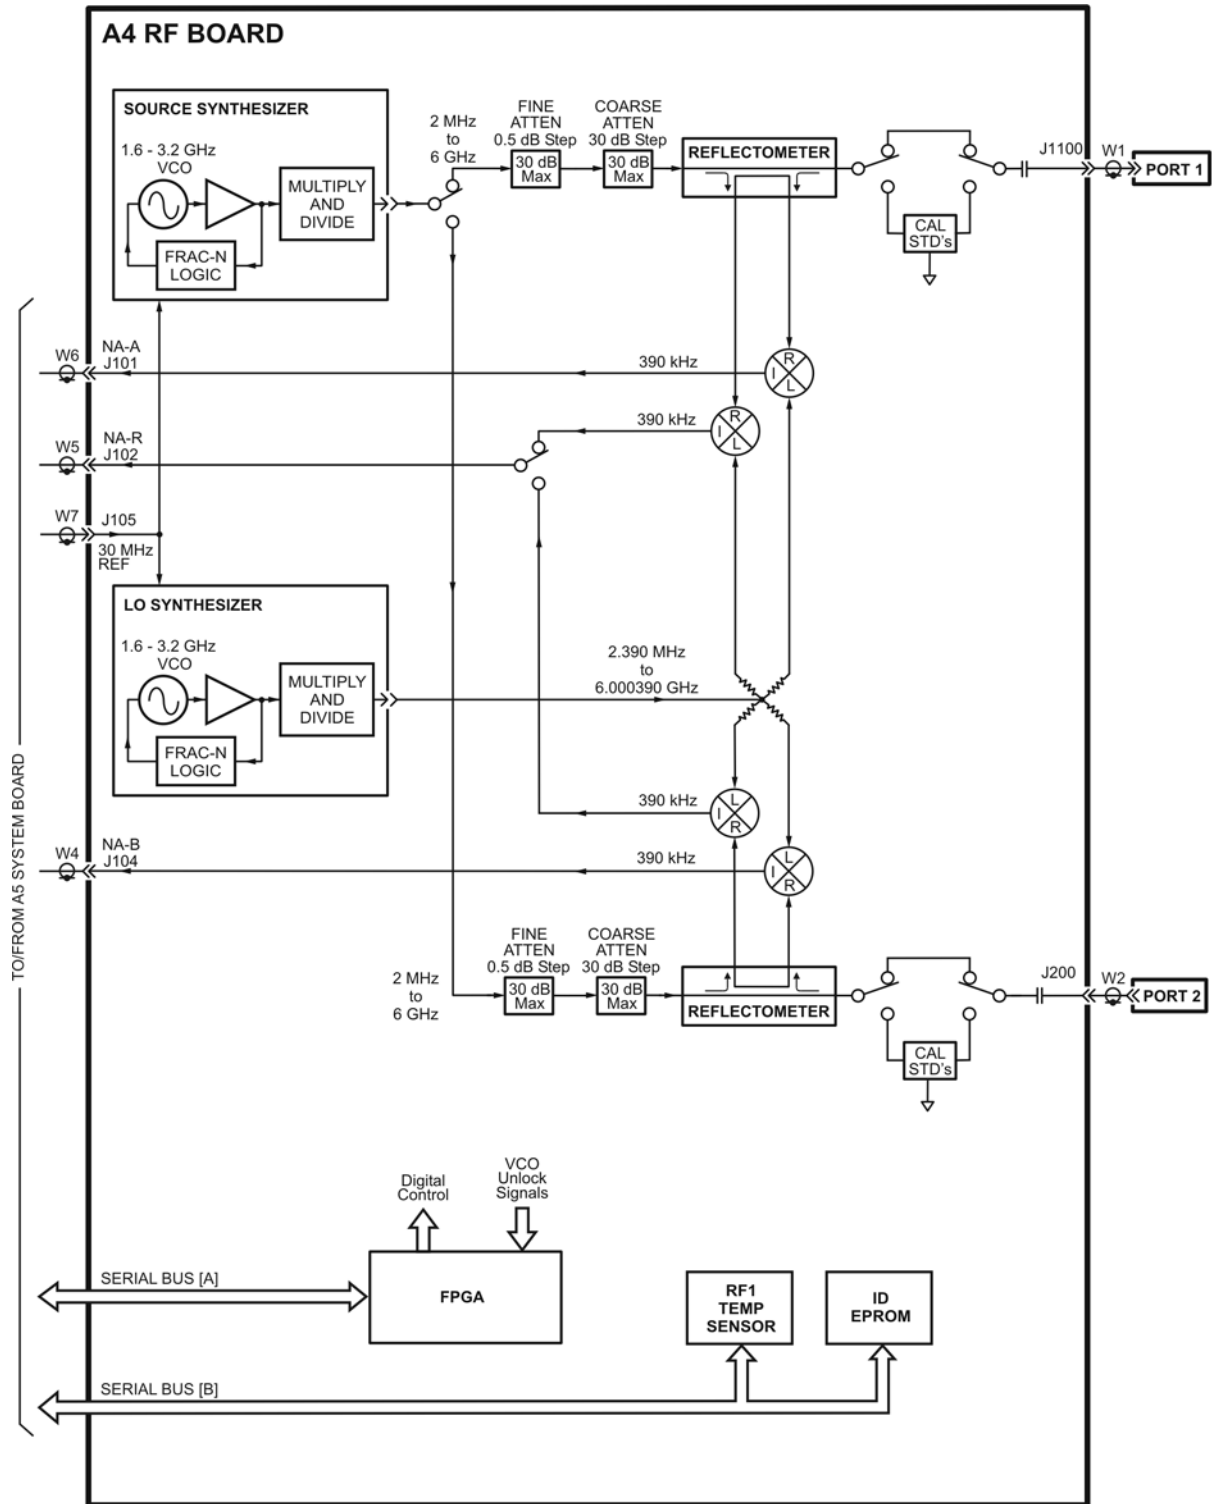 A4 RF BOARD
SOURCE SYNTHESIZER
1.6 - 3.2 GHz
VCO
MULTIPLY
AND
DIVIDE
FRAC-N
LOGIC
2 MHz
to
6 GHz
FINE
ATTEN
0.5 dB Step
30 dB
Max
COARSE
ATTEN
30 dB Step
30 dB
Max
REFLECTOMETER
CAL
STD's
J1100
W1
PORT 1
W6
NA-A
J101
390 kHz
R
I
L
W5
NA-R
J102
390 kHz
R
I
L
W7
J105
30 MHz
REF
LO SYNTHESIZER
1.6 - 3.2 GHz
VCO
MULTIPLY
AND
DIVIDE
FRAC-N
LOGIC
2.390 MHz
to
6.000390 GHz
390 kHz
L
I
R
W4
NA-B
J104
390 kHz
L
I
R
TO/FROM A5 SYSTEM BOARD
2 MHz
to
6 GHz
FINE
ATTEN
0.5 dB Step
30 dB
Max
COARSE
ATTEN
30 dB Step
30 dB
Max
REFLECTOMETER
CAL
STD's
J200
W2
PORT 2
Digital
Control
VCO
Unlock
Signals
SERIAL BUS [A]
FPGA
RF1
TEMP
SENSOR
ID
EPROM
SERIAL BUS [B]